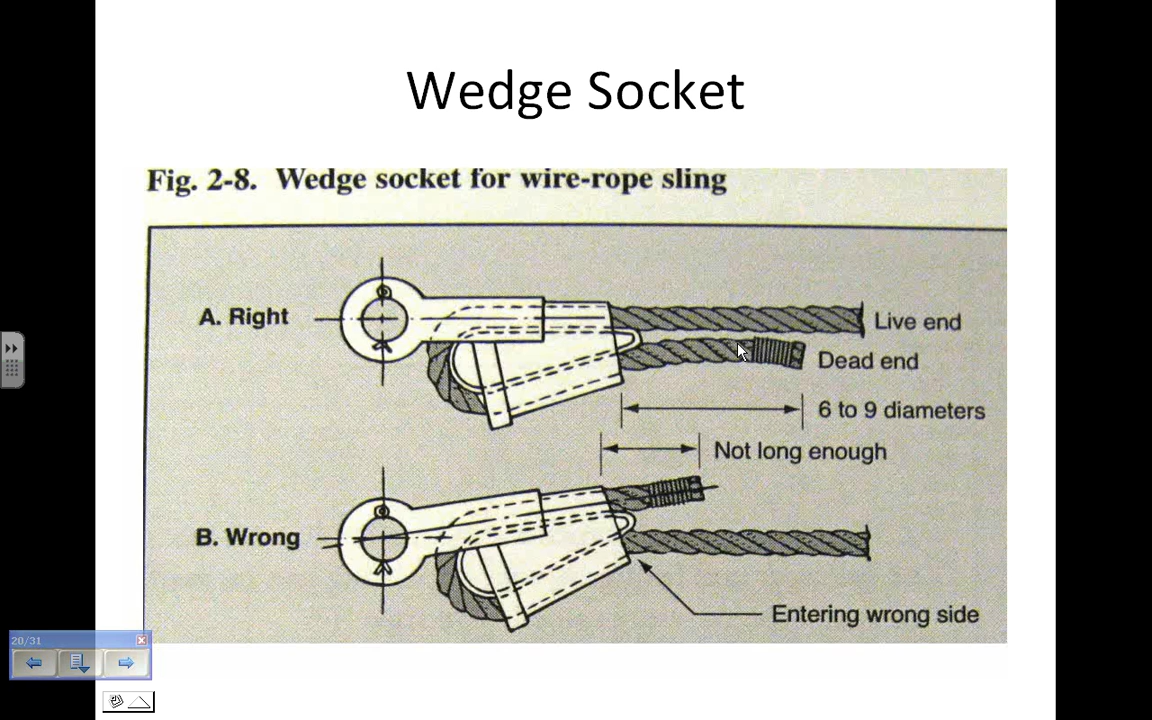 Wedge Socket
Fig. 2-8. Wedge socket for wire-rope sling
A. Right
Live end
Dead end
6 to 9 diameters
Not long enough
B. Wrong
Entering wrong side
20/31